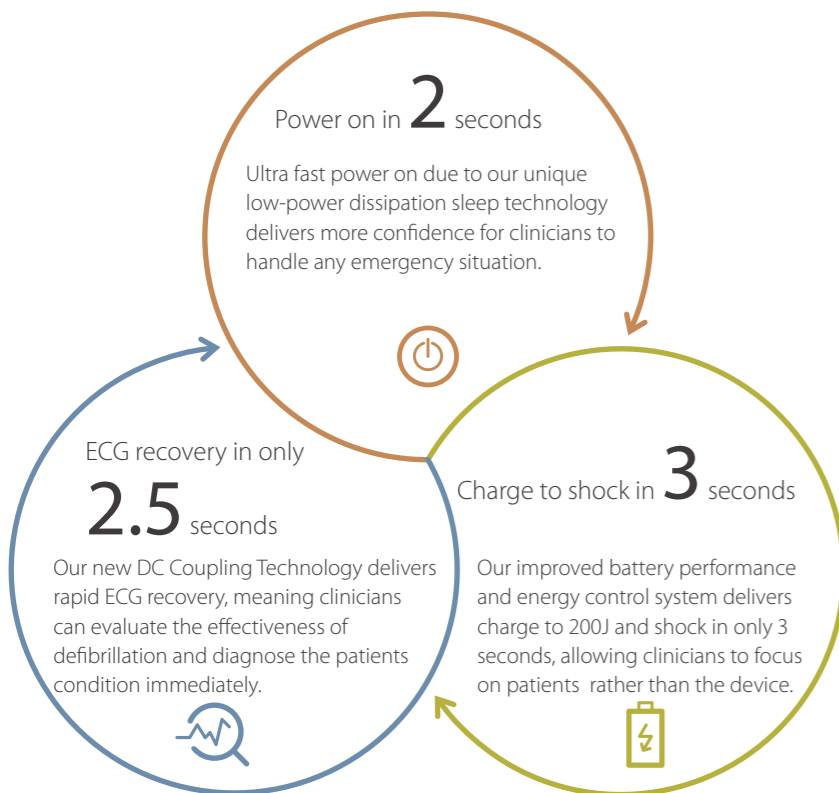 Power on in 2 seconds
Ultra fast power on due to our unique
low-power dissipation sleep technology
delivers more confidence for clinicians to
handle any emergency situation.
ECG recovery in only
2.5 seconds
Our new DC Coupling Technology delivers
rapid ECG recovery, meaning clinicians
can evaluate the effectiveness of
defibrillation and diagnose the patients
condition immediately.
Charge to shock in 3 seconds
Our improved battery performance
and energy control system delivers
charge to 200J and shock in only 3
seconds, allowing clinicians to focus
on patients rather than the device.